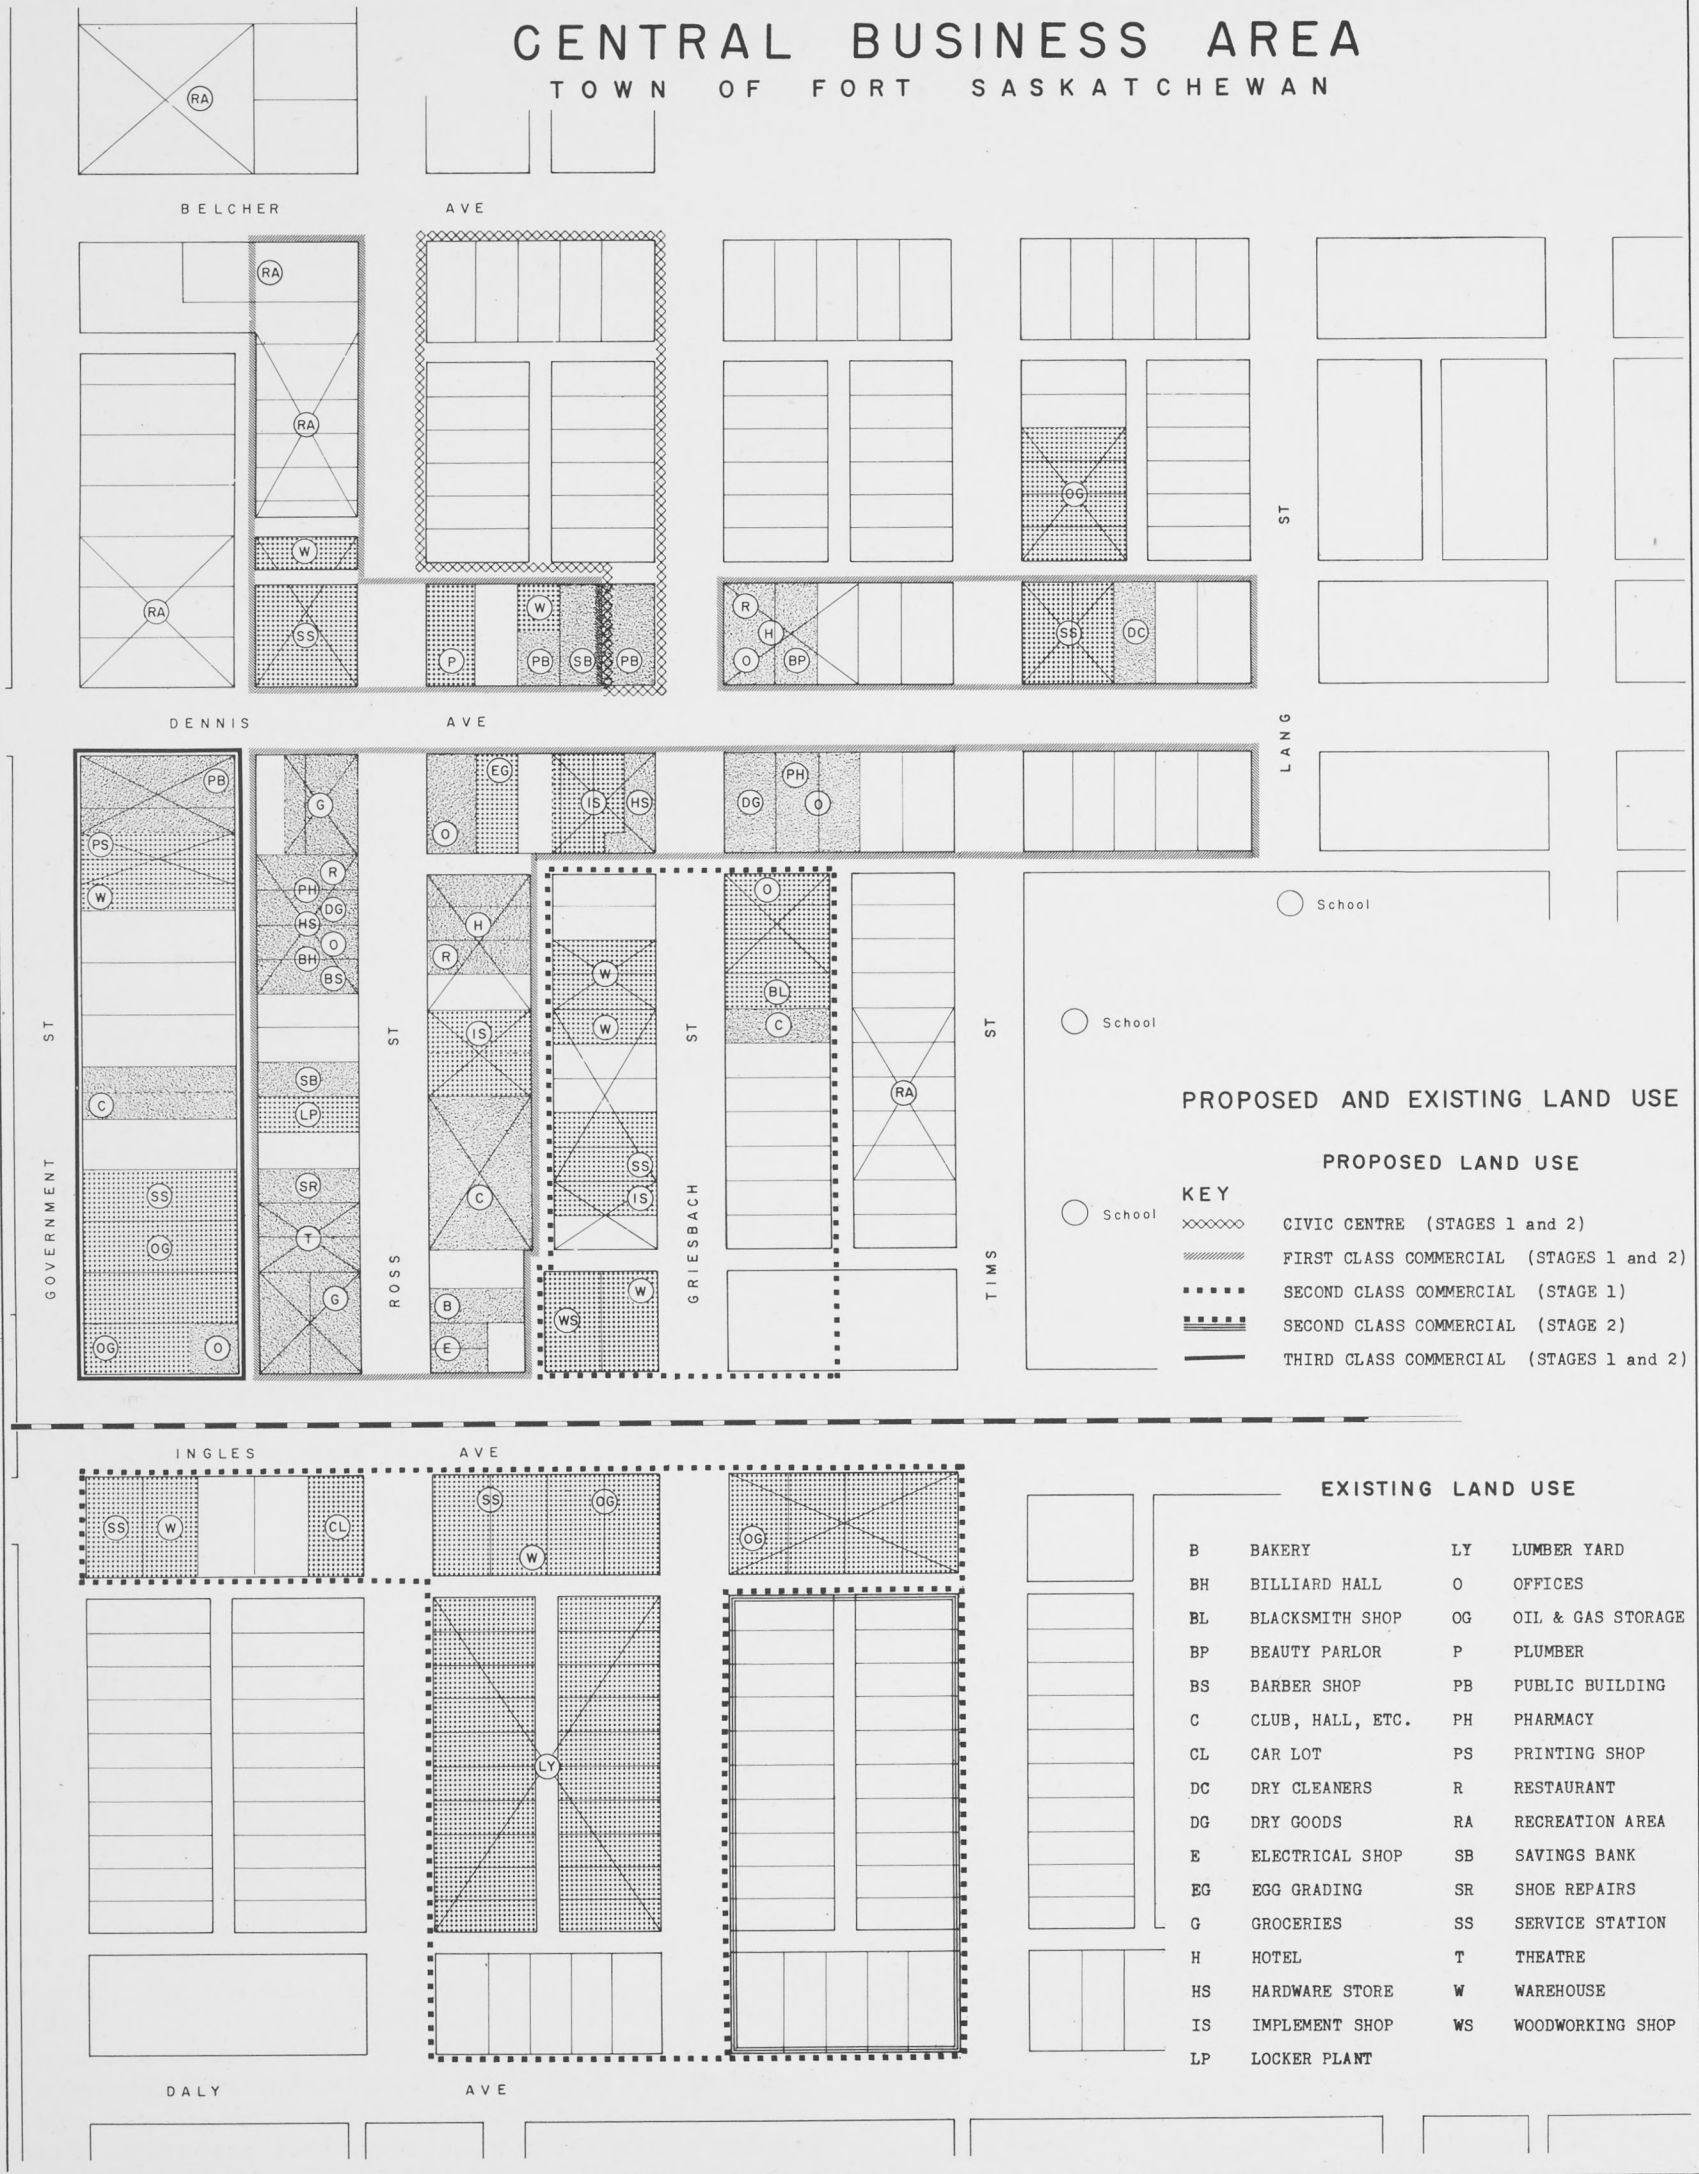 CENTRAL BUSINESS AREA
TOWN OF FORT SASKATCHEWAN
RA
BELCHER AVE
RA
RA
OG
ST
W
RA
SS
P
W
PB
SB
PB
R
H
O
BP
SS
DC
DENNIS AVE
LANG
PB
PS
W
G
O
EG
IS
HS
DG
PH
O
R
PH
DG
HS
O
BH
BS
H
R
W
W
O
BL
C
School
School
School
ST
ST
ST
ST
IS
SB
LP
C
RA
SS
OG
SR
T
C
SS
IS
GOVERNMENT
ROSS
GRIESBACH
TIMS
G
B
E
WS
W
OG
O
PROPOSED AND EXISTING LAND USE
PROPOSED LAND USE
KEY
CIVIC CENTRE (STAGES 1 and 2)
FIRST CLASS COMMERCIAL (STAGES 1 and 2)
SECOND CLASS COMMERCIAL (STAGE 1)
SECOND CLASS COMMERCIAL (STAGE 2)
THIRD CLASS COMMERCIAL (STAGES 1 and 2)
INGLES AVE
SS
W
CL
SS
OG
W
OG
LY
EXISTING LAND USE
B BAKERY
BH BILLIARD HALL
BL BLACKSMITH SHOP
BP BEAUTY PARLOR
BS BARBER SHOP
C CLUB, HALL, ETC.
CL CAR LOT
DC DRY CLEANERS
DG DRY GOODS
E ELECTRICAL SHOP
EG EGG GRADING
G GROCERIES
H HOTEL
HS HARDWARE STORE
IS IMPLEMENT SHOP
LP LOCKER PLANT
LY LUMBER YARD
O OFFICES
OG OIL & GAS STORAGE
P PLUMBER
PB PUBLIC BUILDING
PH PHARMACY
PS PRINTING SHOP
R RESTAURANT
RA RECREATION AREA
SB SAVINGS BANK
SR SHOE REPAIRS
SS SERVICE STATION
T THEATRE
W WAREHOUSE
WS WOODWORKING SHOP
DALY AVE